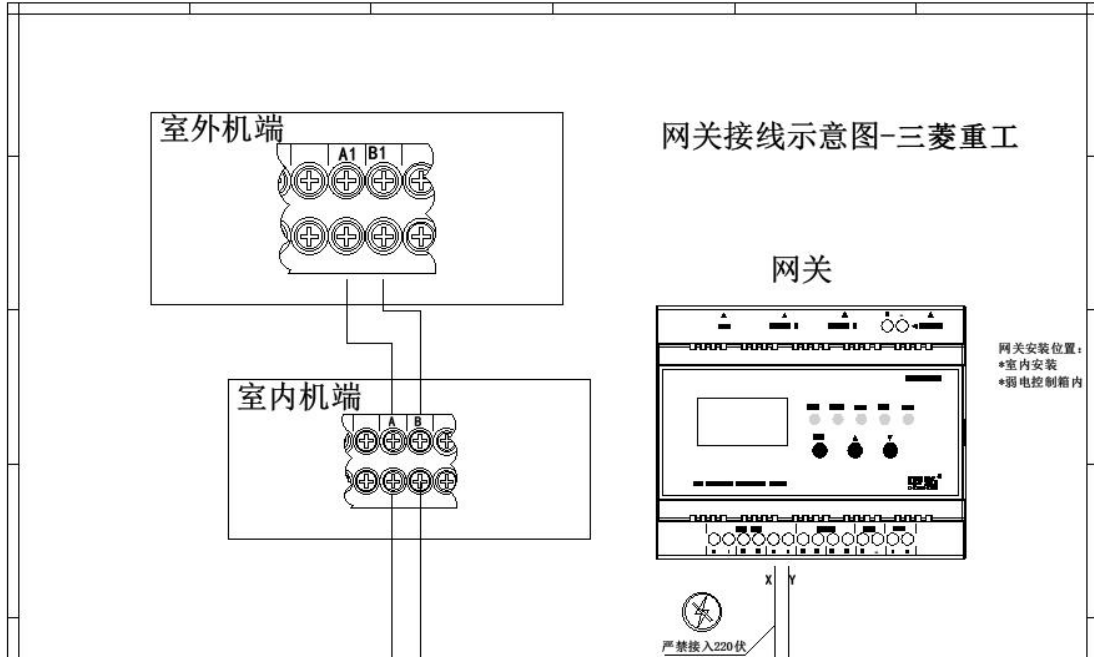 室外机端
A1 B1
网关接线示意图-三菱重工
网关
网关安装位置:
*室内安装
*弱电控制箱内
室内机端
A B
X Y
严禁接入220伏